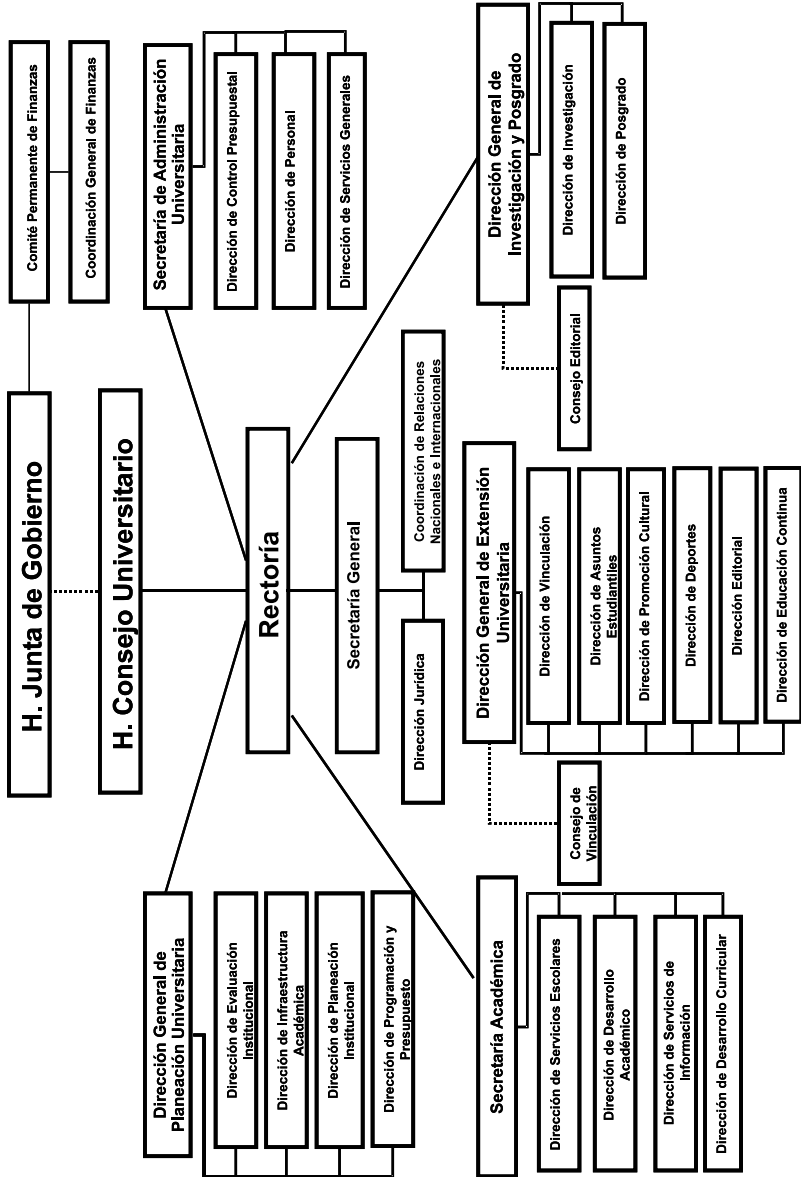 H. Junta de Gobierno
Comité Permanente de Finanzas
Coordinación General de Finanzas
H. Consejo Universitario
Dirección General de
Planeación Universitaria
Dirección de Evaluación
Institucional
Dirección de Infraestructura
Académica
Dirección de Planeación
Institucional
Dirección de Programación y
Presupuesto
Rectoría
Secretaría de Administración
Universitaria
Dirección de Control Presupuestal
Dirección de Personal
Dirección de Servicios Generales
Secretaría General
Dirección Jurídica
Coordinación de Relaciones
Nacionales e Internacionales
Secretaría Académica
Dirección de Servicios Escolares
Dirección de Desarrollo
Académico
Dirección de Servicios de
Información
Dirección de Desarrollo Curricular
Dirección General de Extensión
Universitaria
Consejo de
Vinculación
Dirección de Vinculación
Dirección de Asuntos
Estudiantiles
Dirección de Promoción Cultural
Dirección de Deportes
Dirección Editorial
Dirección de Educación Continua
Dirección General de
Investigación y Posgrado
Consejo Editorial
Dirección de Investigación
Dirección de Posgrado